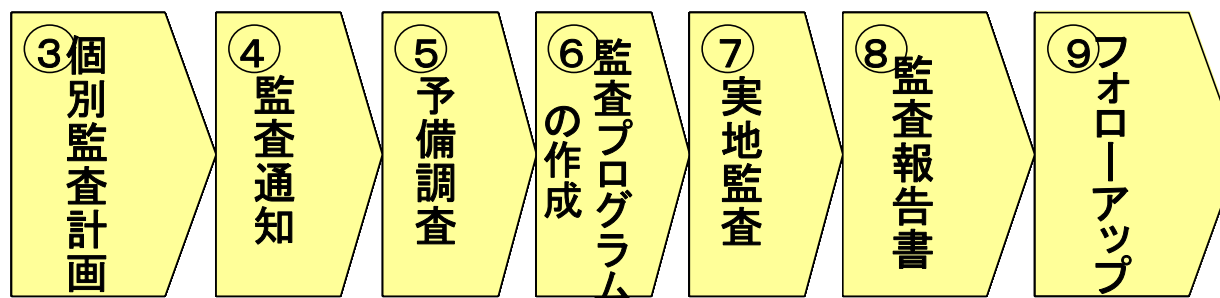 ③
個別監査計画
④
監査通知
⑤
予備調査
⑥
監査プログラム
の作成
⑦
実地監査
⑧
監査報告書
⑨
フォローアップ